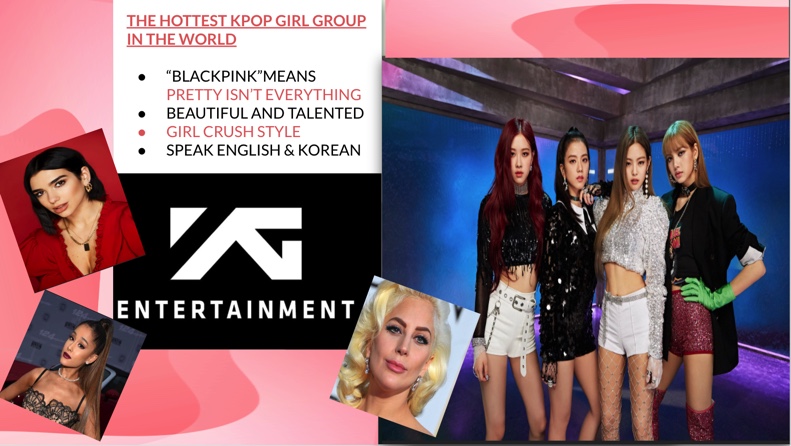 THE HOTTEST KPOP GIRL GROUP
IN THE WORLD
● “BLACKPINK”MEANS
PRETTY ISN’T EVERYTHING
● BEAUTIFUL AND TALENTED
● GIRL CRUSH STYLE
● SPEAK ENGLISH & KOREAN
YG
ENTERTAINMENT